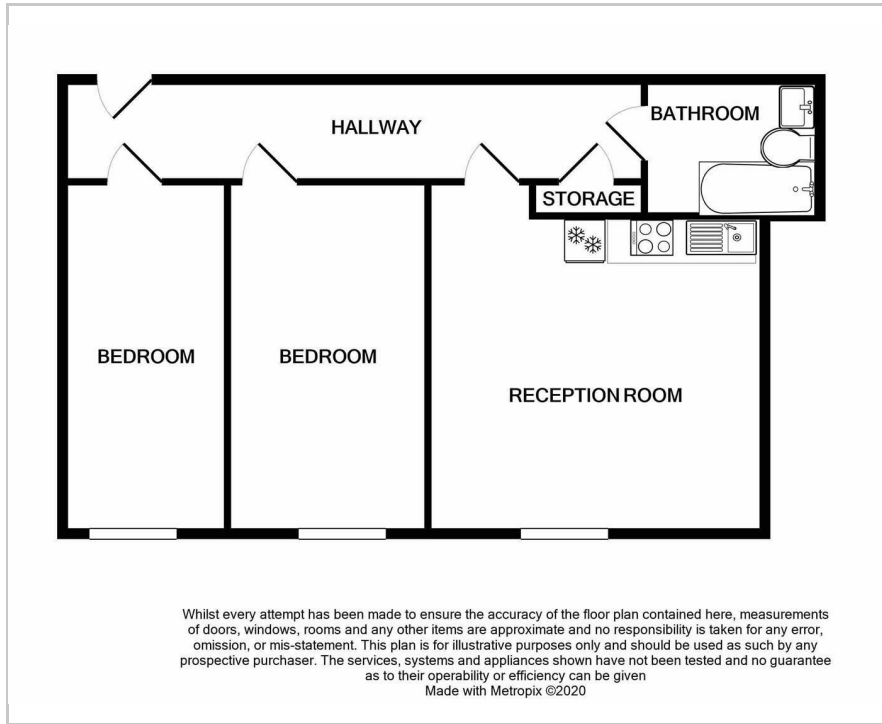 HALLWAY
BATHROOM
STORAGE
BEDROOM
BEDROOM
RECEPTION ROOM
Whilst every attempt has been made to ensure the accuracy of the floor plan contained here, measurements
of doors, windows, rooms and any other items are approximate and no responsibility is taken for any error,
omission, or mis-statement. This plan is for illustrative purposes only and should be used as such by any
prospective purchaser. The services, systems and appliances shown have not been tested and no guarantee
as to their operability or efficiency can be given
Made with Metropix ©2020